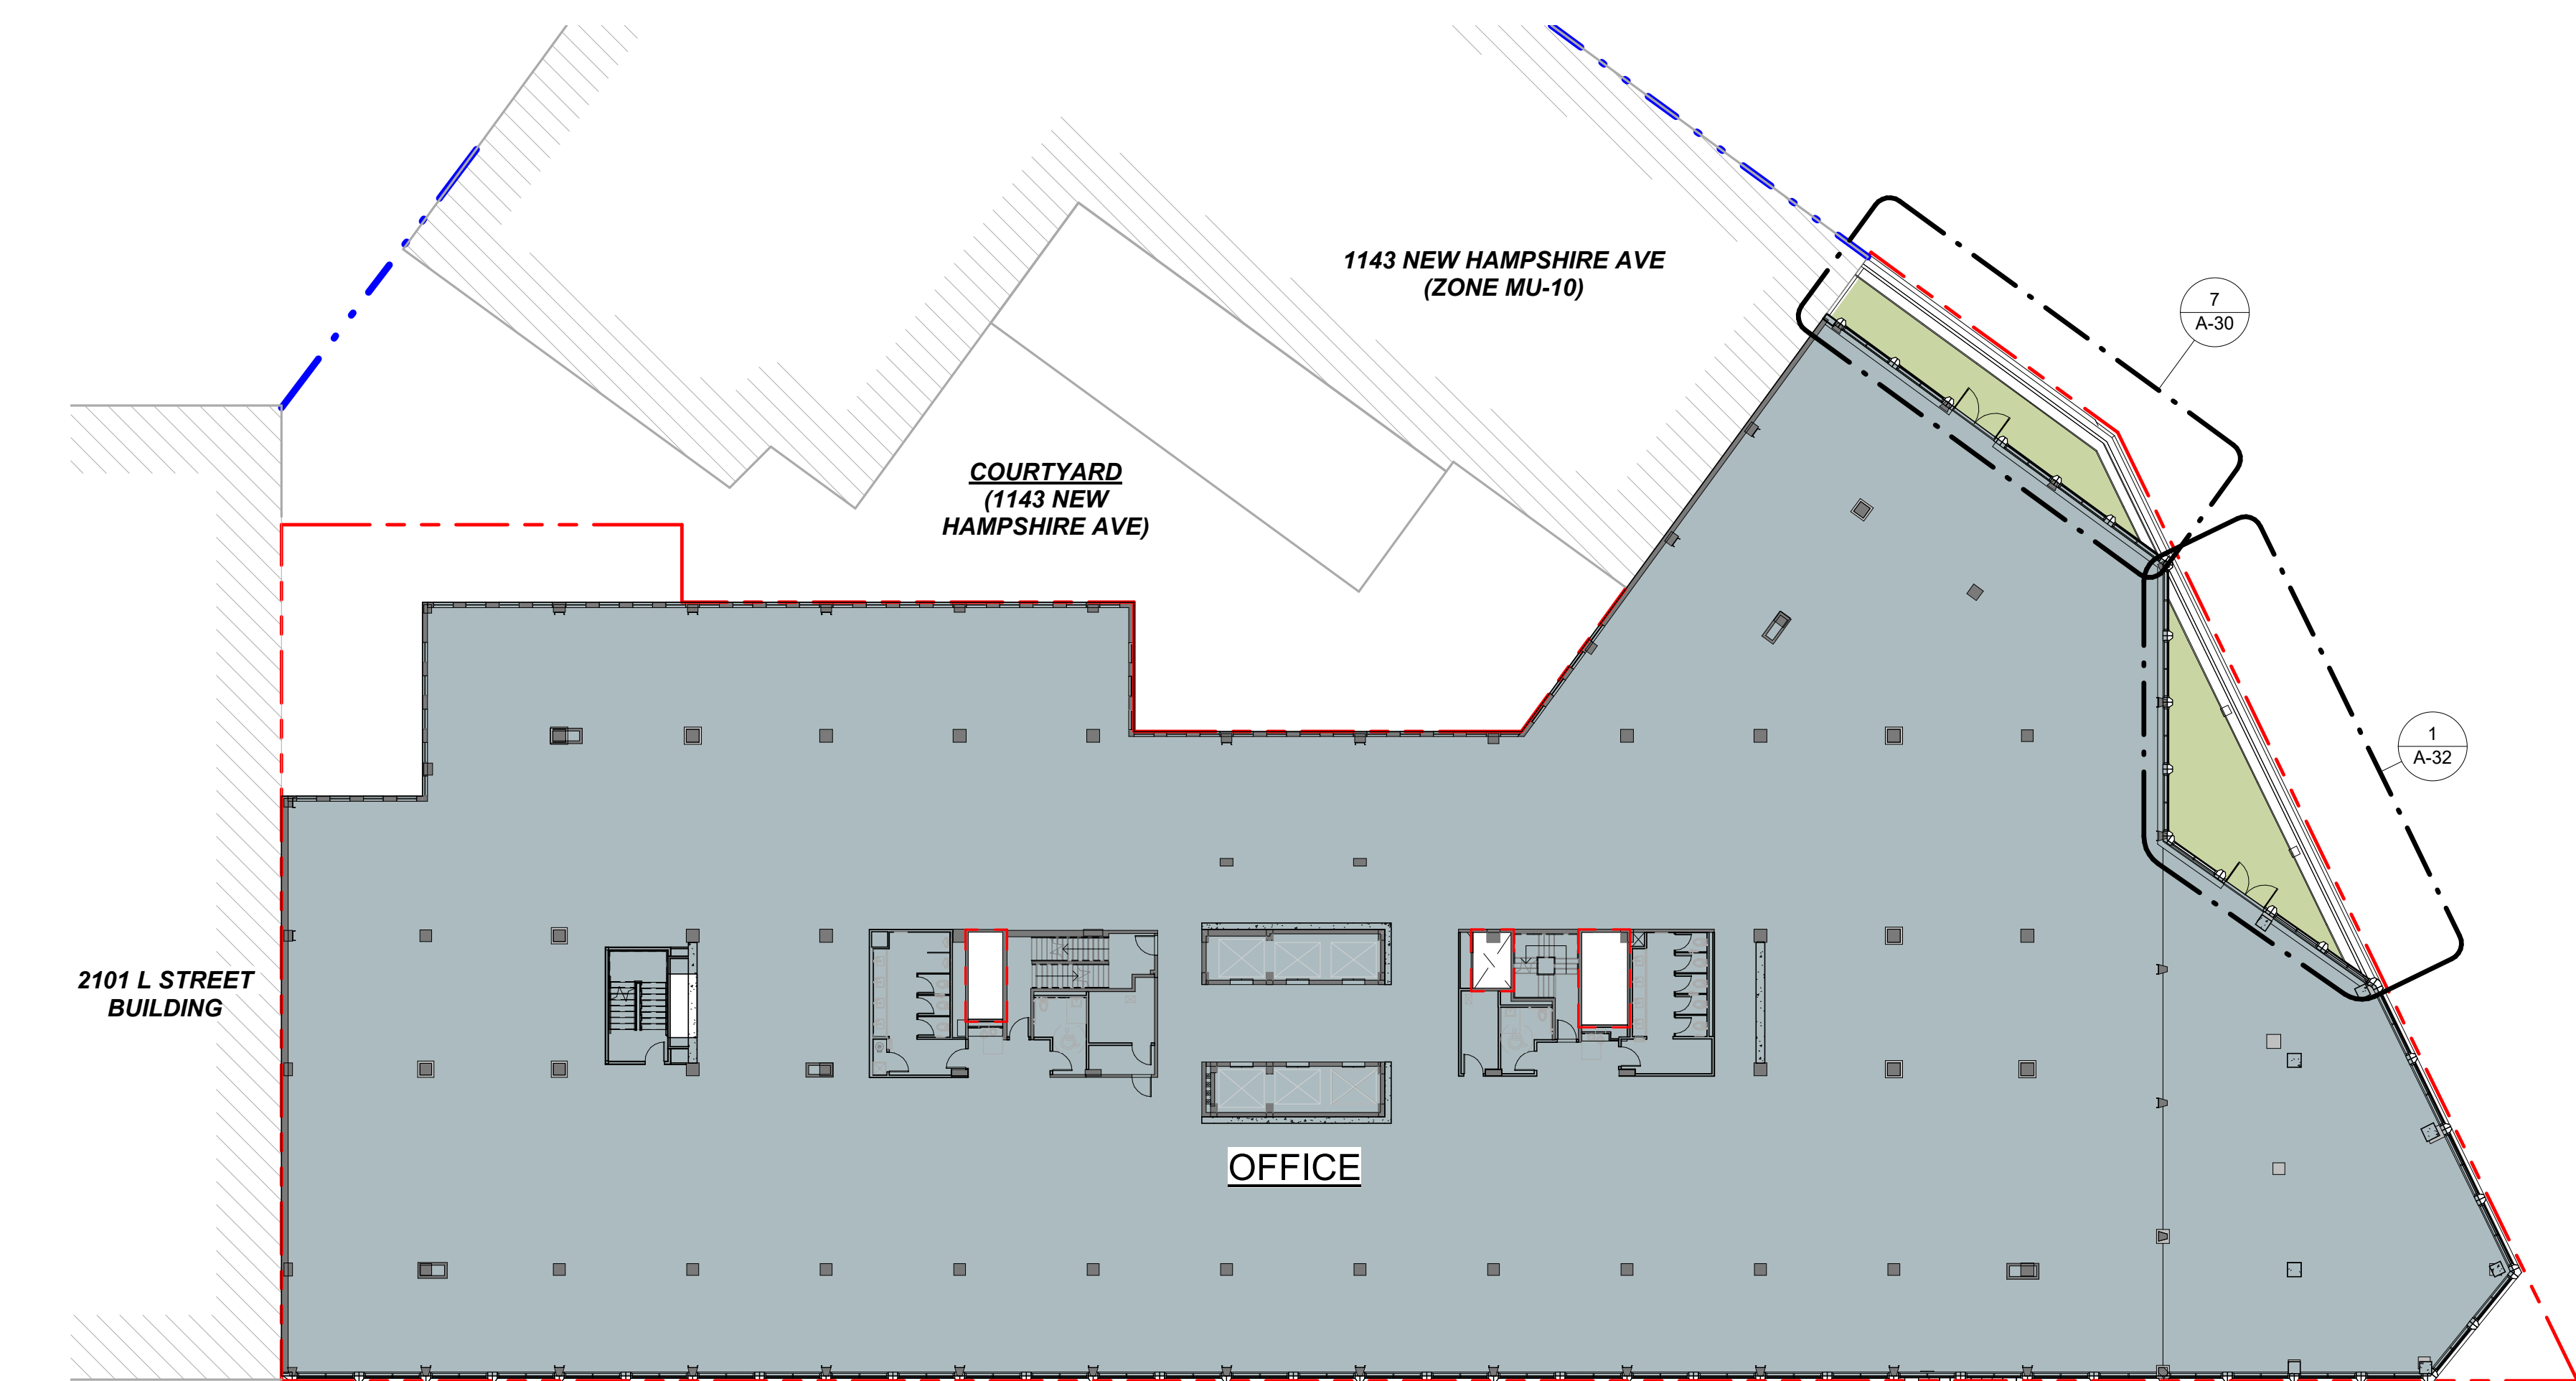 1143 NEW HAMPSHIRE AVE
(ZONE MU-10)
7
A-30
COURTYARD
(1143 NEW
HAMPSHIRE AVE)
1
A-32
2101 L STREET
BUILDING
OFFICE